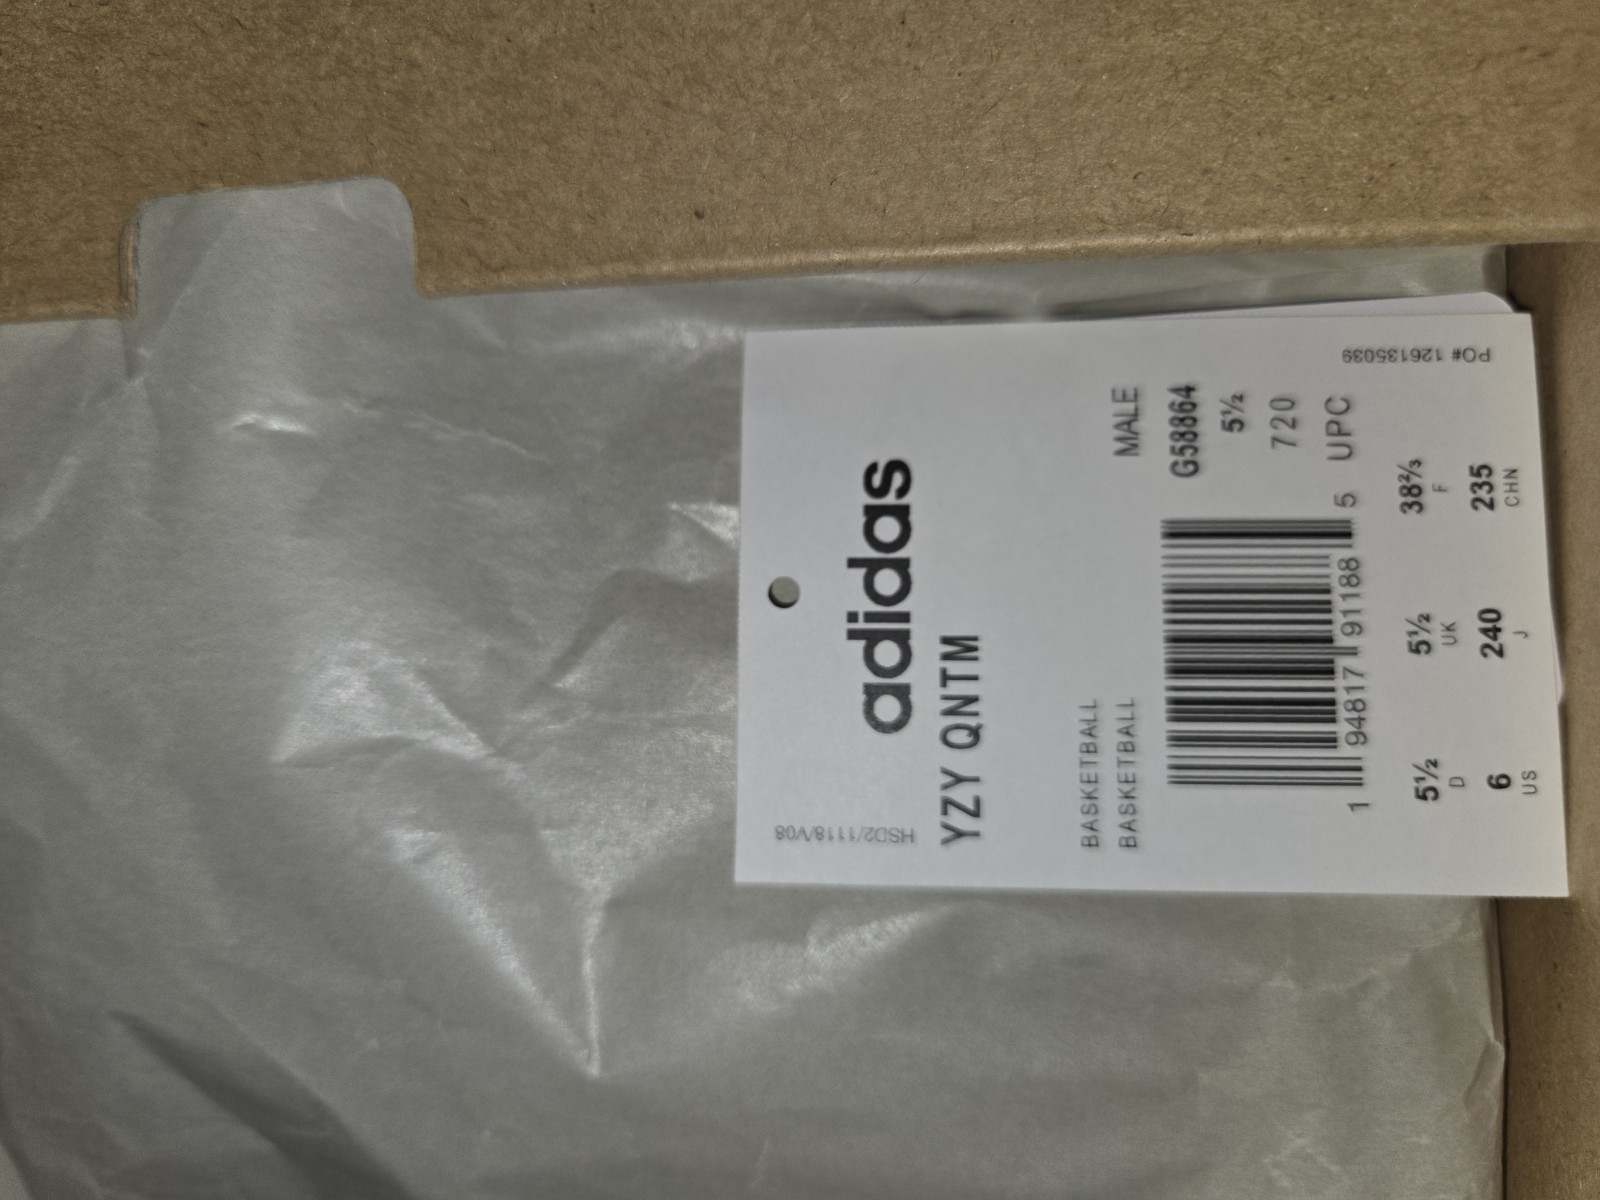 HSD2/1118/V08
adidas
YZY QNTM
BASKETBALL
BASKETBALL
MALE
G58864
5½
720
UPC
1 94817 91188 5
5½ 5½ 38⅔
D UK F
6 240 235
US J CHN
PO# 126135039